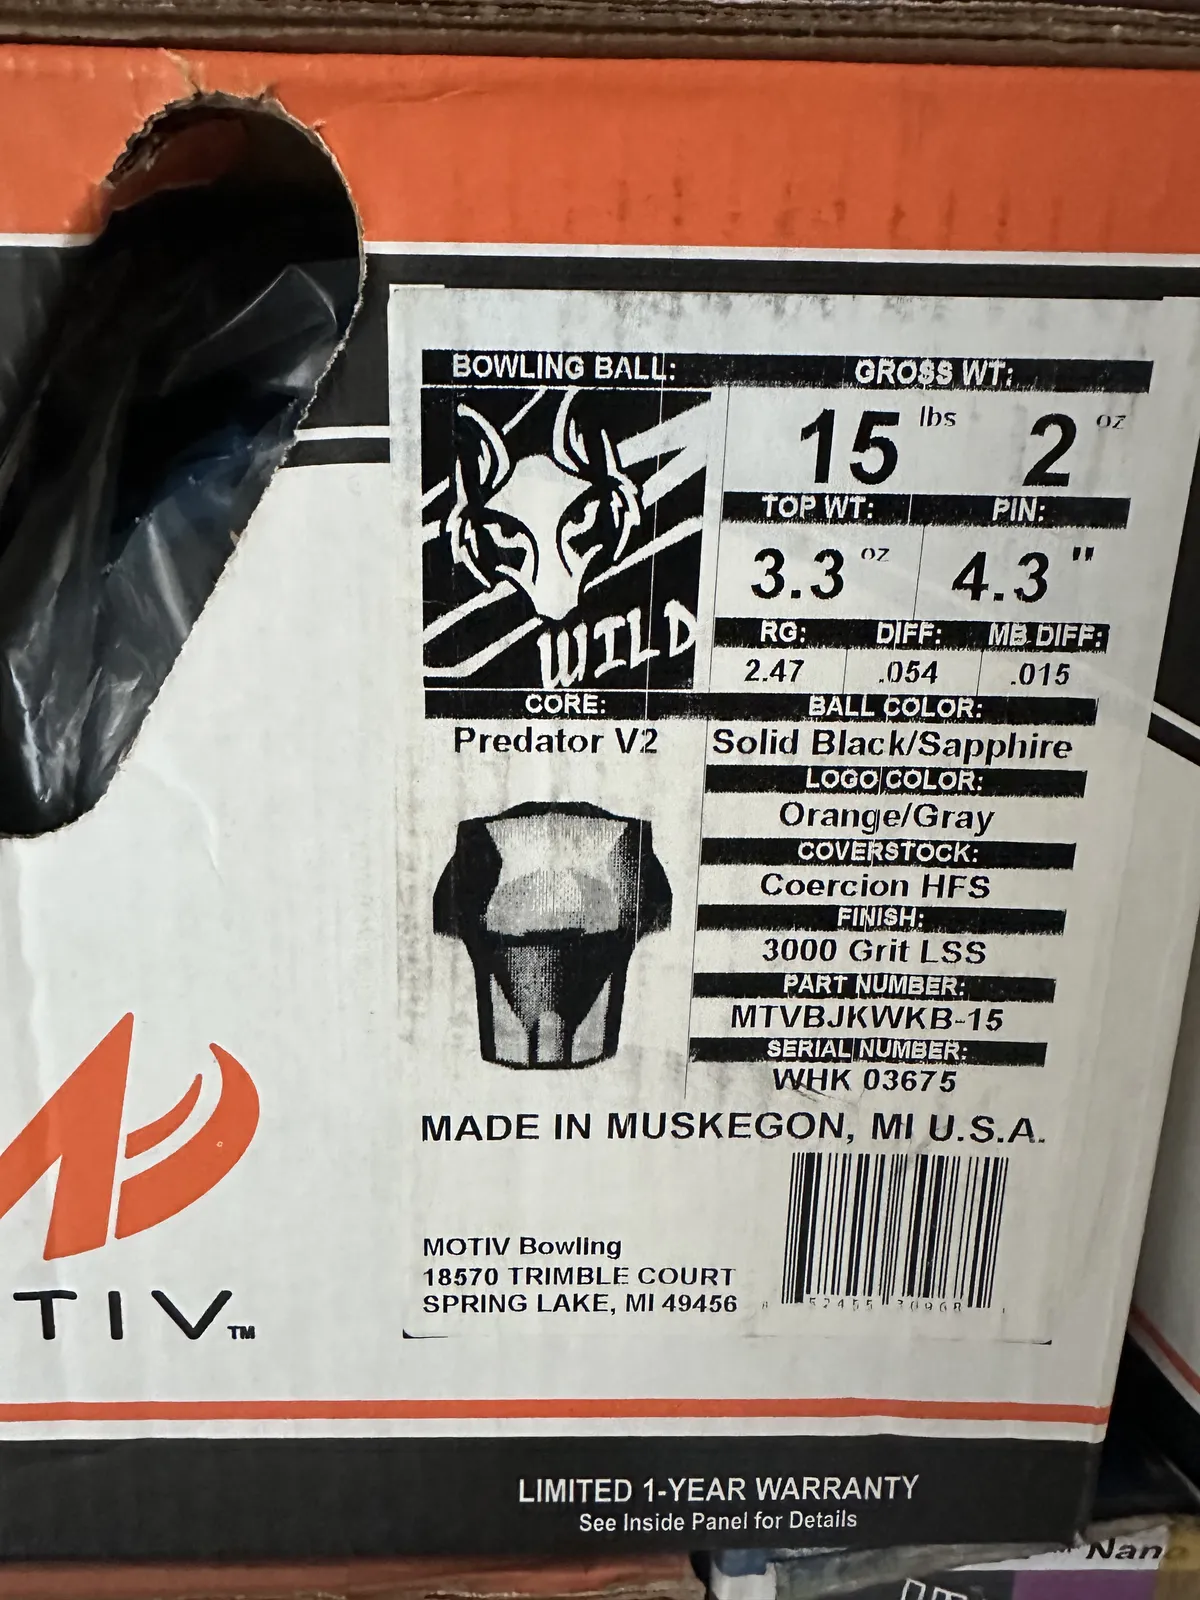 BOWLING BALL:
GROSS WT:
15 lbs 2 oz
WILD
TOP WT: PIN:
3.3 oz 4.3"
RG: DIFF: MB DIFF:
2.47 .054 .015
CORE:
Predator V2
BALL COLOR:
Solid Black/Sapphire
LOGO COLOR:
Orange/Gray
COVERSTOCK:
Coercion HFS
FINISH:
3000 Grit LSS
PART NUMBER:
MTVBJKWKB-15
SERIAL NUMBER:
WHK 03675
MADE IN MUSKEGON, MI U.S.A.
MOTIV Bowling
18570 TRIMBLE COURT
SPRING LAKE, MI 49456
TIV™
LIMITED 1-YEAR WARRANTY
See Inside Panel for Details
Nano